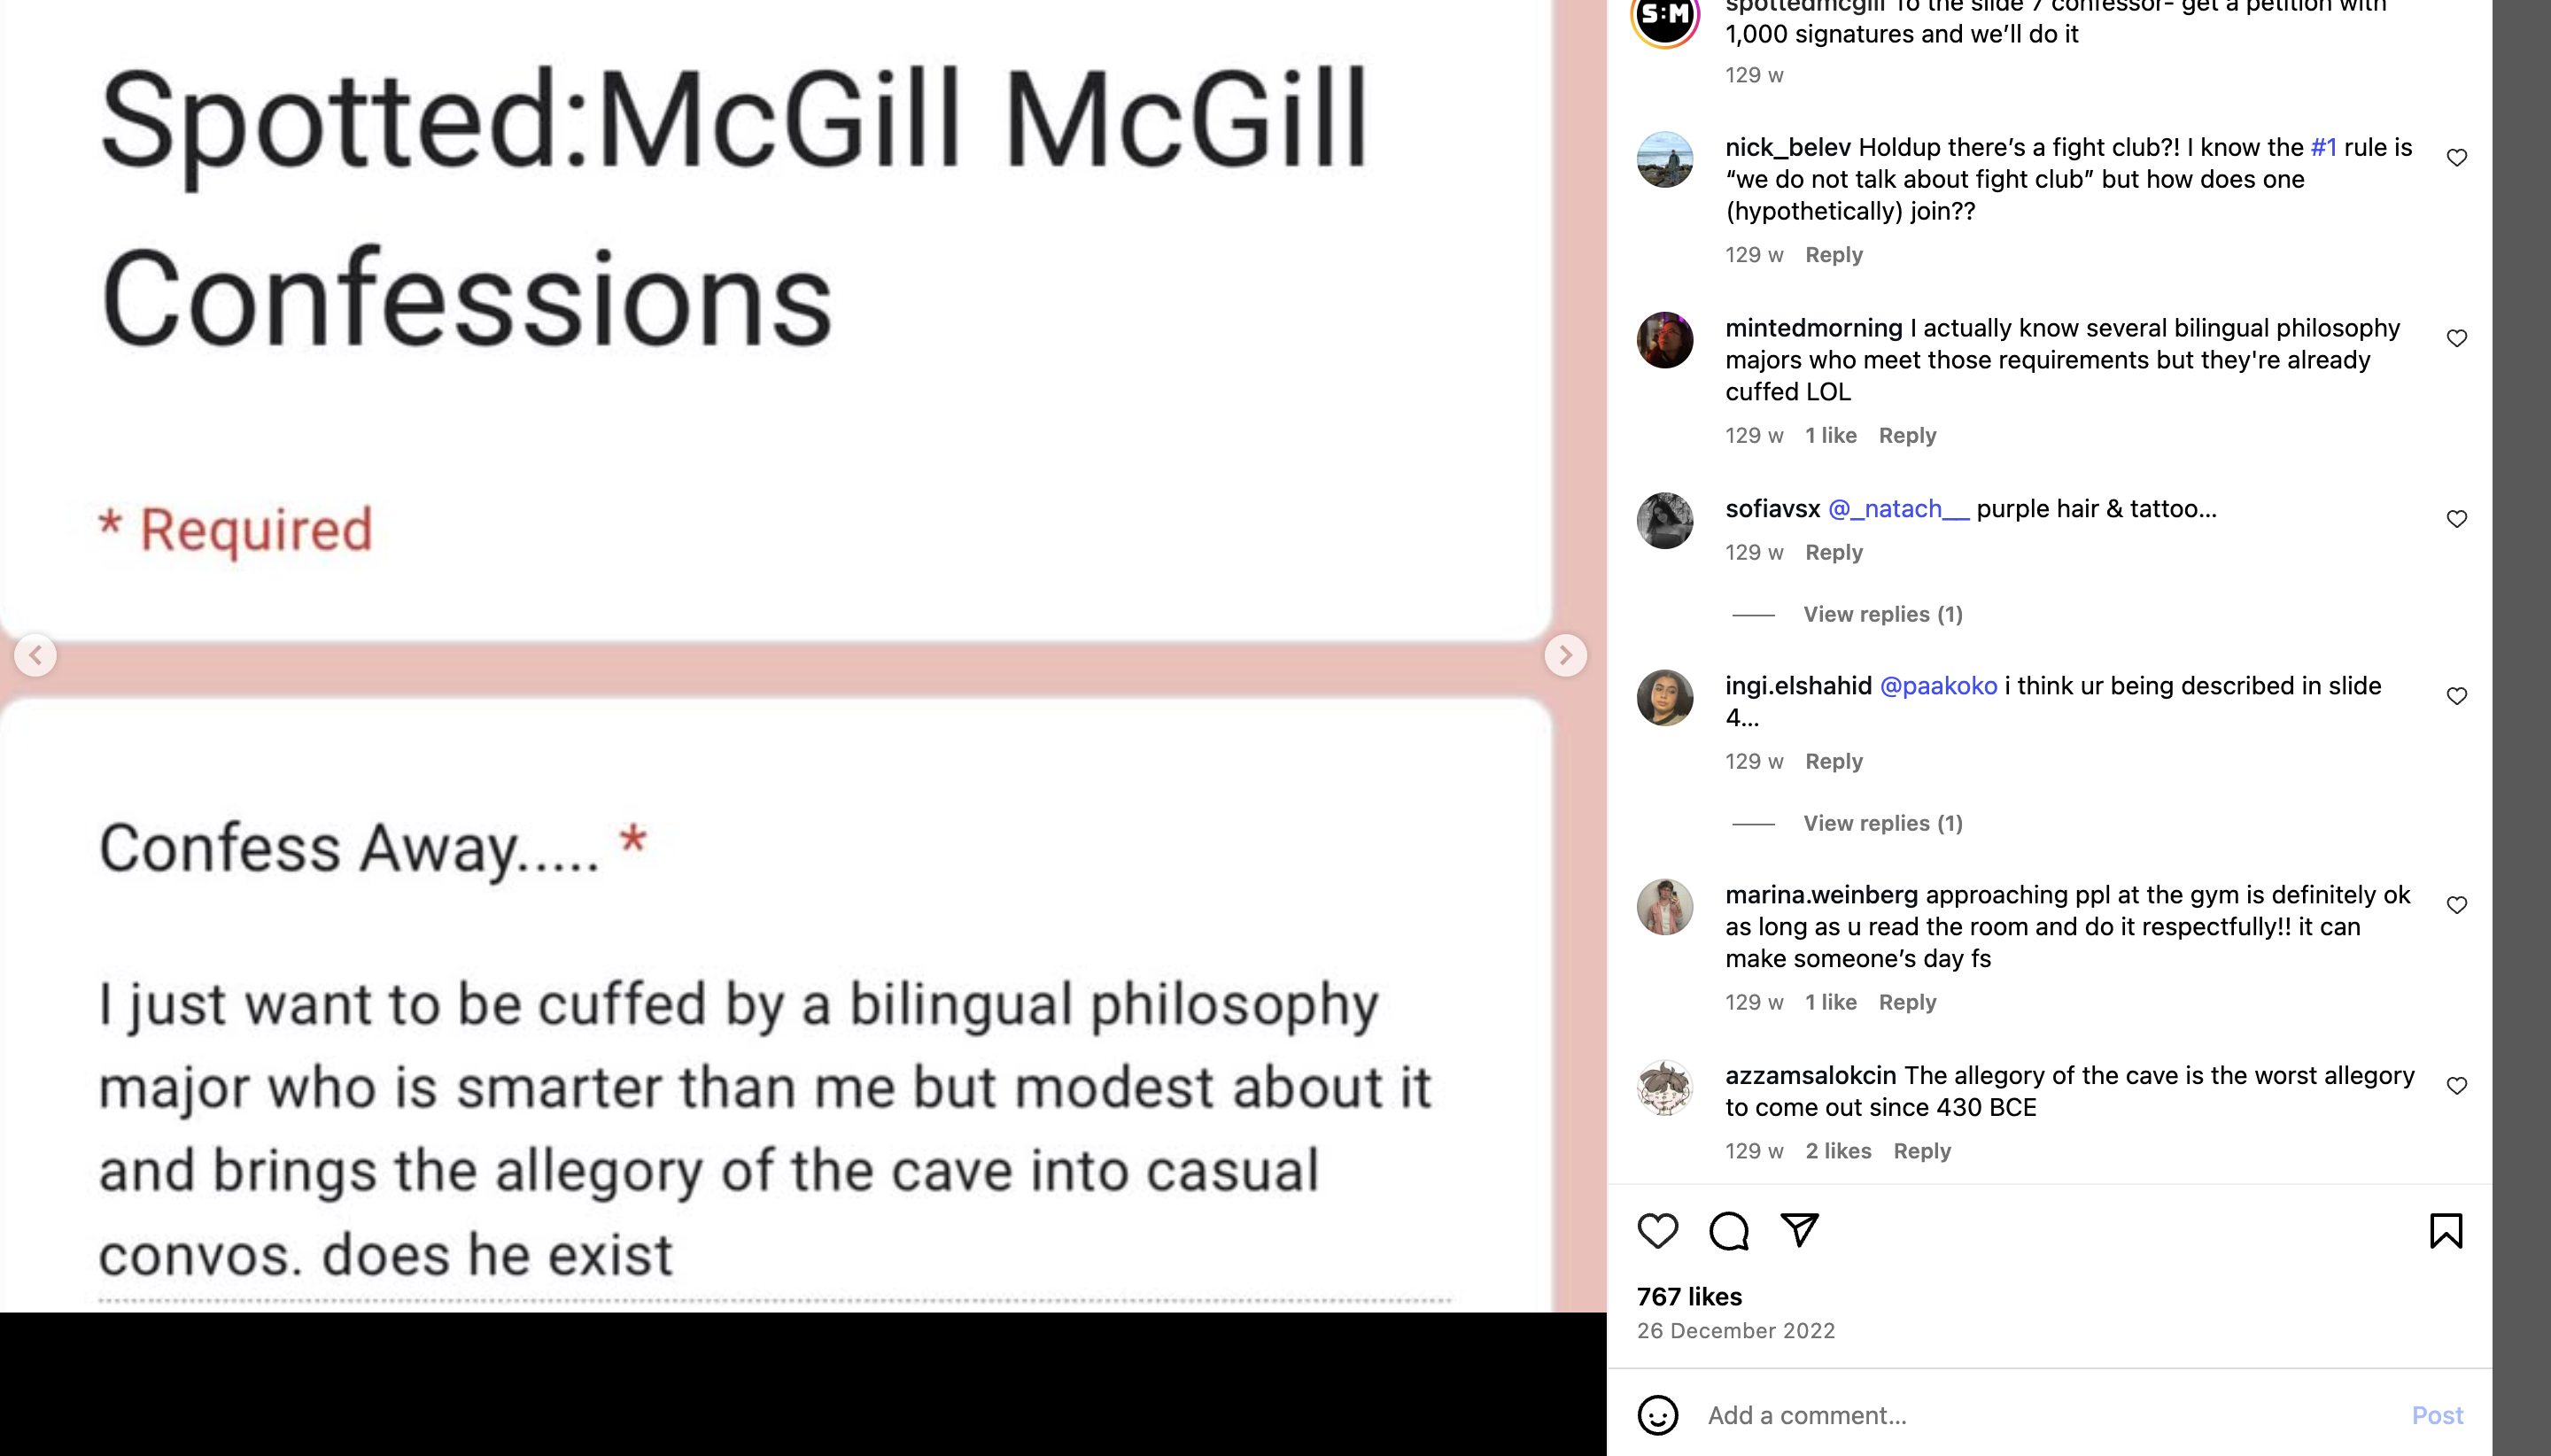 Spotted:McGill McGill
Confessions
* Required
Confess Away..... *
I just want to be cuffed by a bilingual philosophy
major who is smarter than me but modest about it
and brings the allegory of the cave into casual
convos. does he exist
S:M
spottedmcgill To the slide 7 confessor- get a petition with
1,000 signatures and we’ll do it
129 w
nick_belev Holdup there’s a fight club?! I know the #1 rule is
“we do not talk about fight club” but how does one
(hypothetically) join??
129 w Reply
mintedmorning I actually know several bilingual philosophy
majors who meet those requirements but they're already
cuffed LOL
129 w 1 like Reply
sofiavsx @_natach__ purple hair & tattoo...
129 w Reply
View replies (1)
ingi.elshahid @paakoko i think ur being described in slide
4...
129 w Reply
View replies (1)
marina.weinberg approaching ppl at the gym is definitely ok
as long as u read the room and do it respectfully!! it can
make someone’s day fs
129 w 1 like Reply
azzamsalokcin The allegory of the cave is the worst allegory
to come out since 430 BCE
129 w 2 likes Reply
767 likes
26 December 2022
Add a comment...
Post